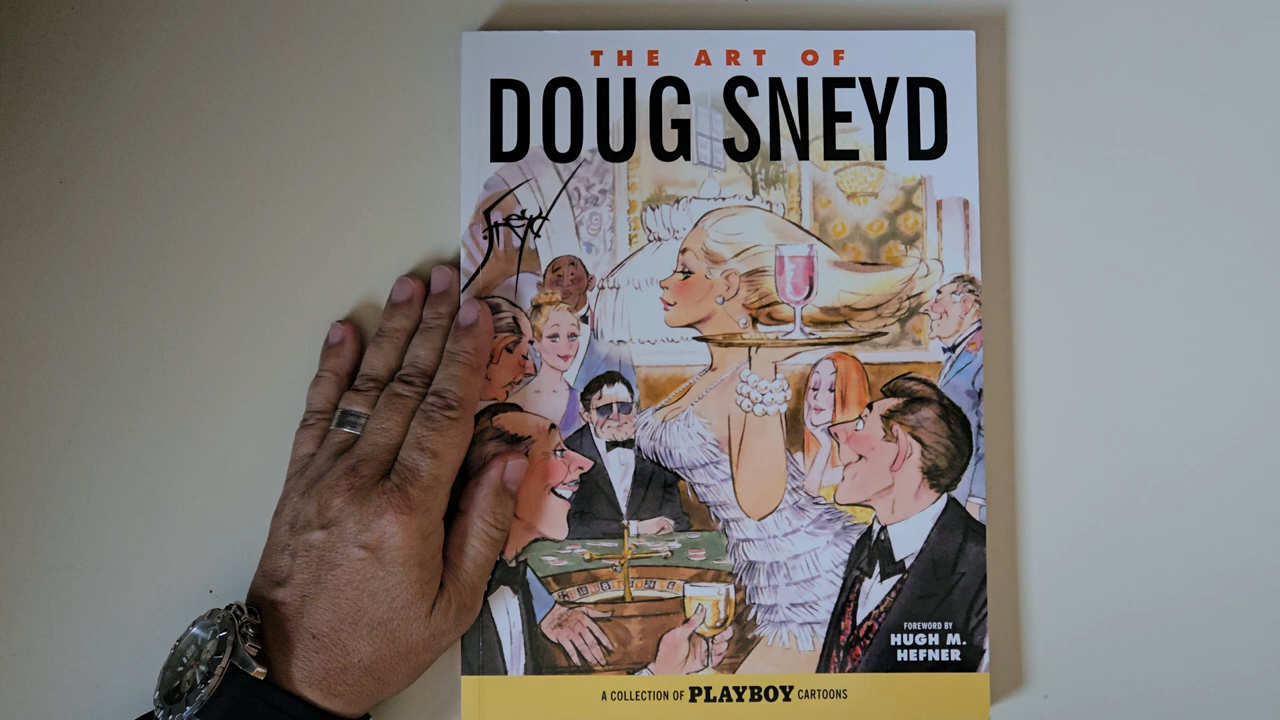 THE ART OF
DOUG SNEYD
Sneyd
FOREWORD BY
HUGH M.
HEFNER
A COLLECTION OF PLAYBOY CARTOONS